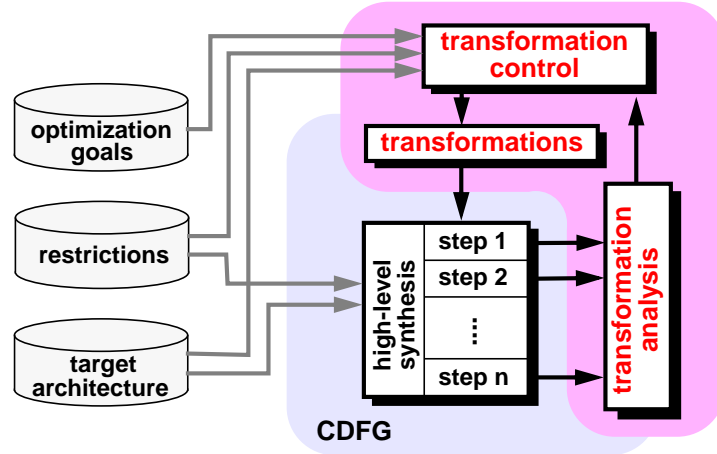 transformation
control
optimization
goals
transformations
restrictions
high-level
synthesis
step 1
step 2
....
step n
transformation
analysis
target
architecture
CDFG